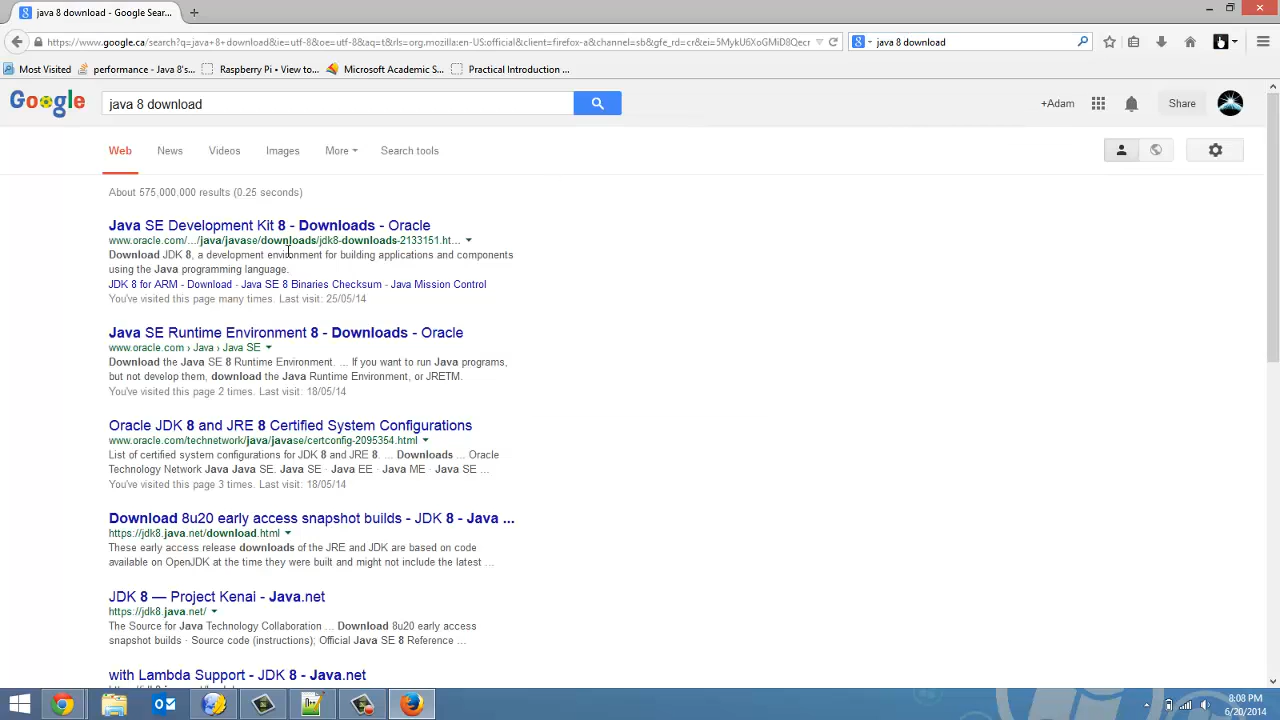 java 8 download - Google Sear...
https://www.google.ca/search?q=java+8+download&ie=utf-8&oe=utf-8&aq=t&rls=org.mozilla:en-US:official&client=firefox-a&channel=sb&gfe_rd=cr&ei=5MykU6XoGMiD8Qecr
java 8 download
Most Visited performance - Java 8's... Raspberry Pi • View to... Microsoft Academic S... Practical Introduction ...
Google java 8 download +Adam Share
Web News Videos Images More Search tools
About 575,000,000 results (0.25 seconds)
Java SE Development Kit 8 - Downloads - Oracle
www.oracle.com/.../java/javase/downloads/jdk8-downloads-2133151.ht...
Download JDK 8, a development environment for building applications and components
using the Java programming language.
JDK 8 for ARM - Download - Java SE 8 Binaries Checksum - Java Mission Control
You've visited this page many times. Last visit: 25/05/14
Java SE Runtime Environment 8 - Downloads - Oracle
www.oracle.com › Java › Java SE
Download the Java SE 8 Runtime Environment. ... If you want to run Java programs,
but not develop them, download the Java Runtime Environment, or JRETM.
You've visited this page 2 times. Last visit: 18/05/14
Oracle JDK 8 and JRE 8 Certified System Configurations
www.oracle.com/technetwork/java/javase/certconfig-2095354.html
List of certified system configurations for JDK 8 and JRE 8. ... Downloads ... Oracle
Technology Network Java Java SE. Java SE · Java EE · Java ME · Java SE ...
You've visited this page 3 times. Last visit: 18/05/14
Download 8u20 early access snapshot builds - JDK 8 - Java ...
https://jdk8.java.net/download.html
These early access release downloads of the JRE and JDK are based on code
available on OpenJDK at the time they were built and might not include the latest ...
JDK 8 — Project Kenai - Java.net
https://jdk8.java.net/
The Source for Java Technology Collaboration ... Download 8u20 early access
snapshot builds · Source code (instructions); Official Java SE 8 Reference ...
with Lambda Support - JDK 8 - Java.net
8:08 PM
6/20/2014